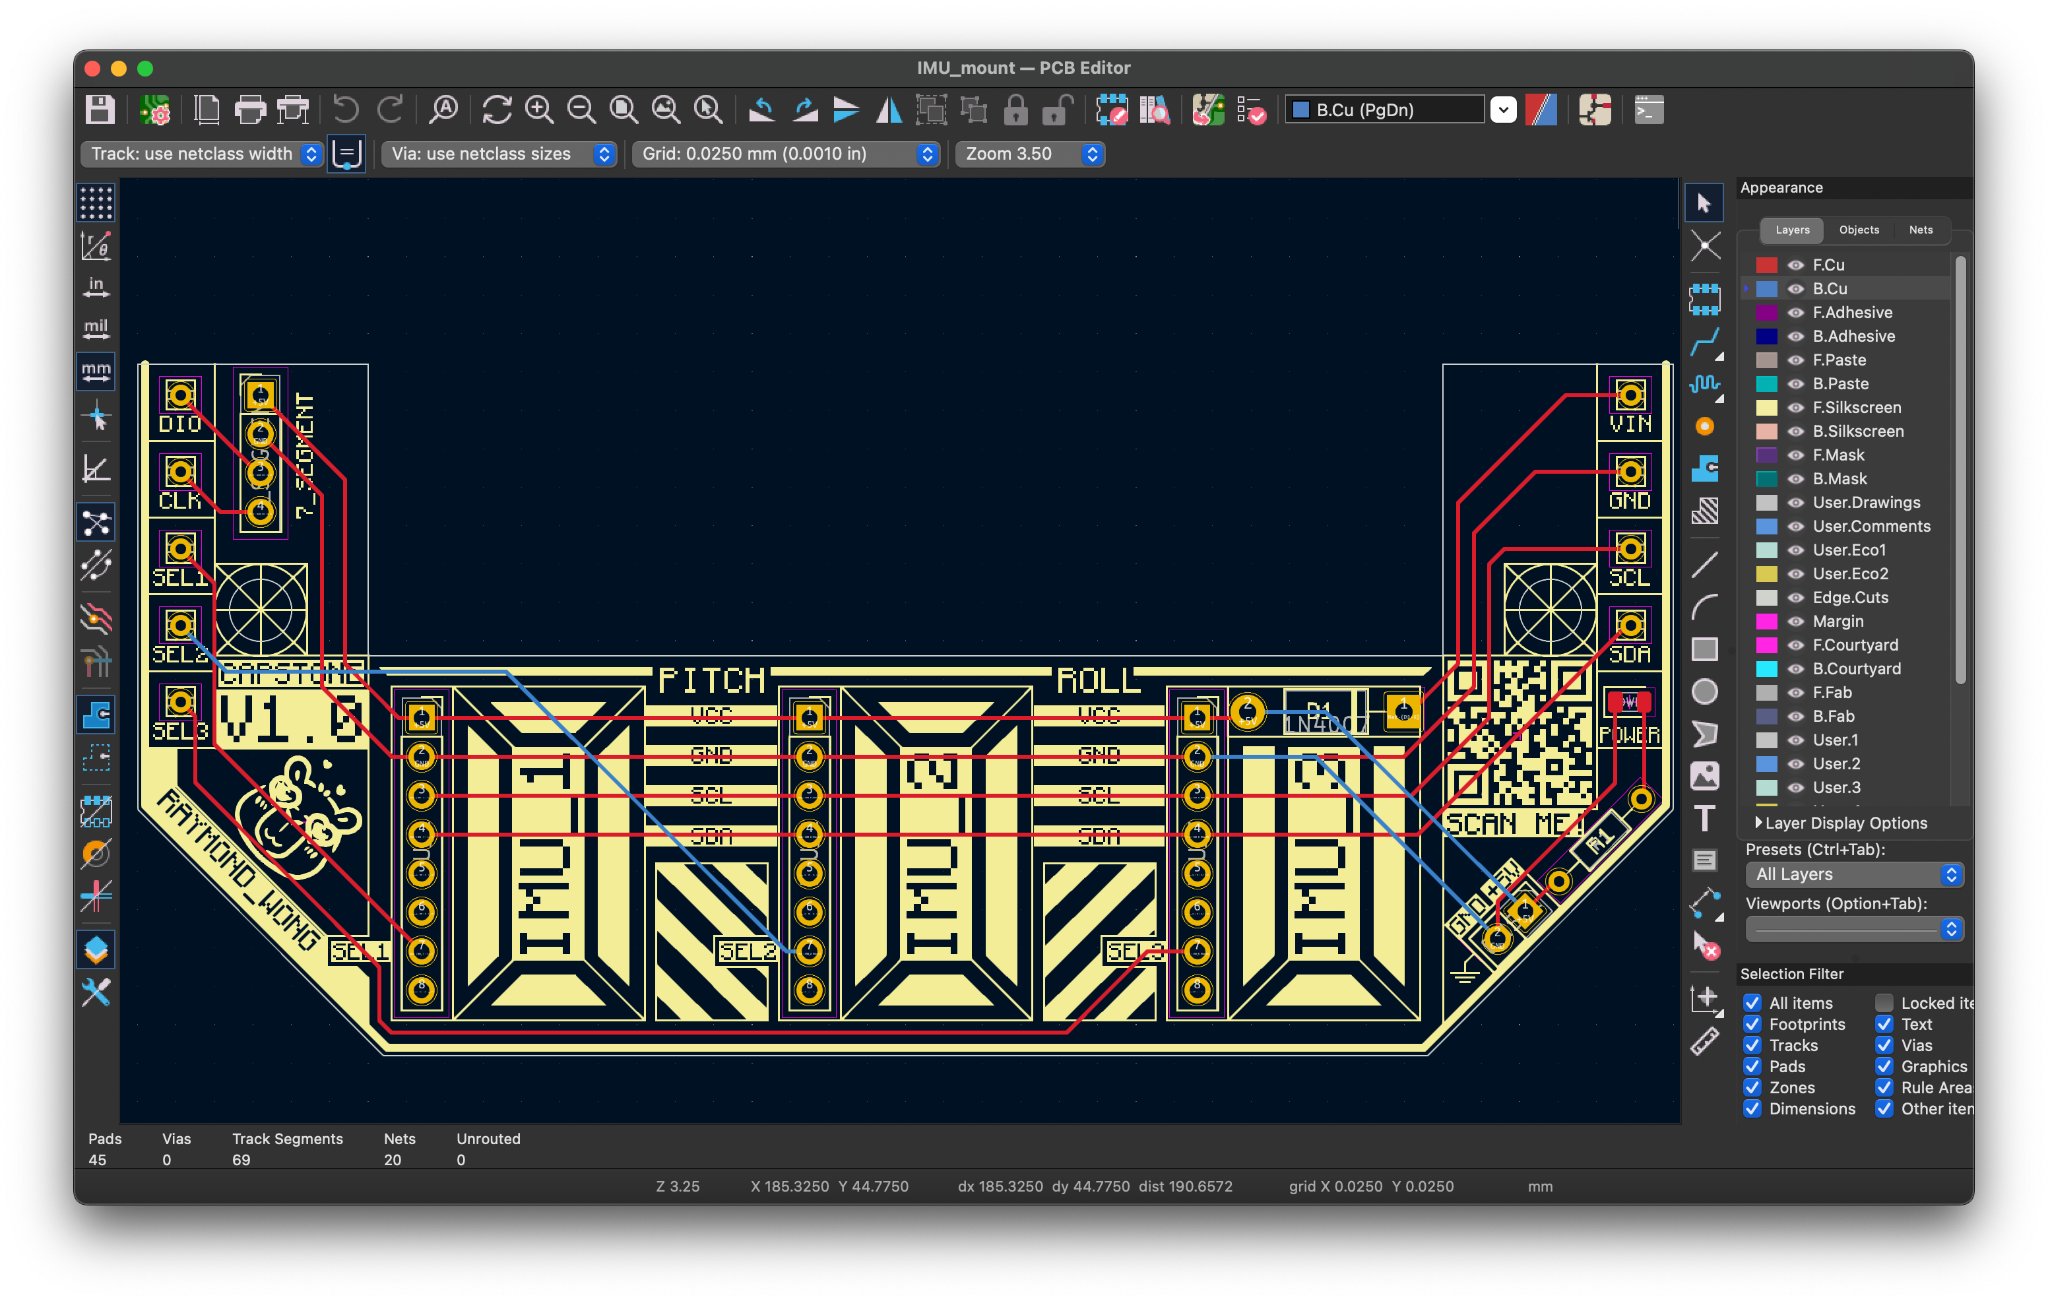 IMU_mount — PCB Editor
B.Cu (PgDn)
Track: use netclass width
Via: use netclass sizes
Grid: 0.0250 mm (0.0010 in)
Zoom 3.50
in
mil
mm
Appearance
Layers
Objects
Nets
F.Cu
B.Cu
F.Adhesive
B.Adhesive
F.Paste
B.Paste
F.Silkscreen
B.Silkscreen
F.Mask
B.Mask
User.Drawings
User.Comments
User.Eco1
User.Eco2
Edge.Cuts
Margin
F.Courtyard
B.Courtyard
F.Fab
B.Fab
User.1
User.2
User.3
Layer Display Options
Presets (Ctrl+Tab):
All Layers
Viewports (Option+Tab):
Selection Filter
All items
Locked ite
Footprints
Text
Tracks
Vias
Pads
Graphics
Zones
Rule Area
Dimensions
Other iten
DIO
CLK
SEL1
SEL2
SEL3
7_SEGMENT
CAPSTONE
V1.0
RAYMOND_WONG
PITCH
ROLL
VCC
GND
SCL
SDA
VCC
GND
SCL
SDA
IMU_1
IMU_2
IMU_3
SEL1
SEL2
SEL3
D1
1N4007
VIN
GND
SCL
SDA
POWER
SCAN ME!
R1
GND
+5V
Pads
45
Vias
0
Track Segments
69
Nets
20
Unrouted
0
Z 3.25
X 185.3250 Y 44.7750
dx 185.3250 dy 44.7750 dist 190.6572
grid X 0.0250 Y 0.0250
mm